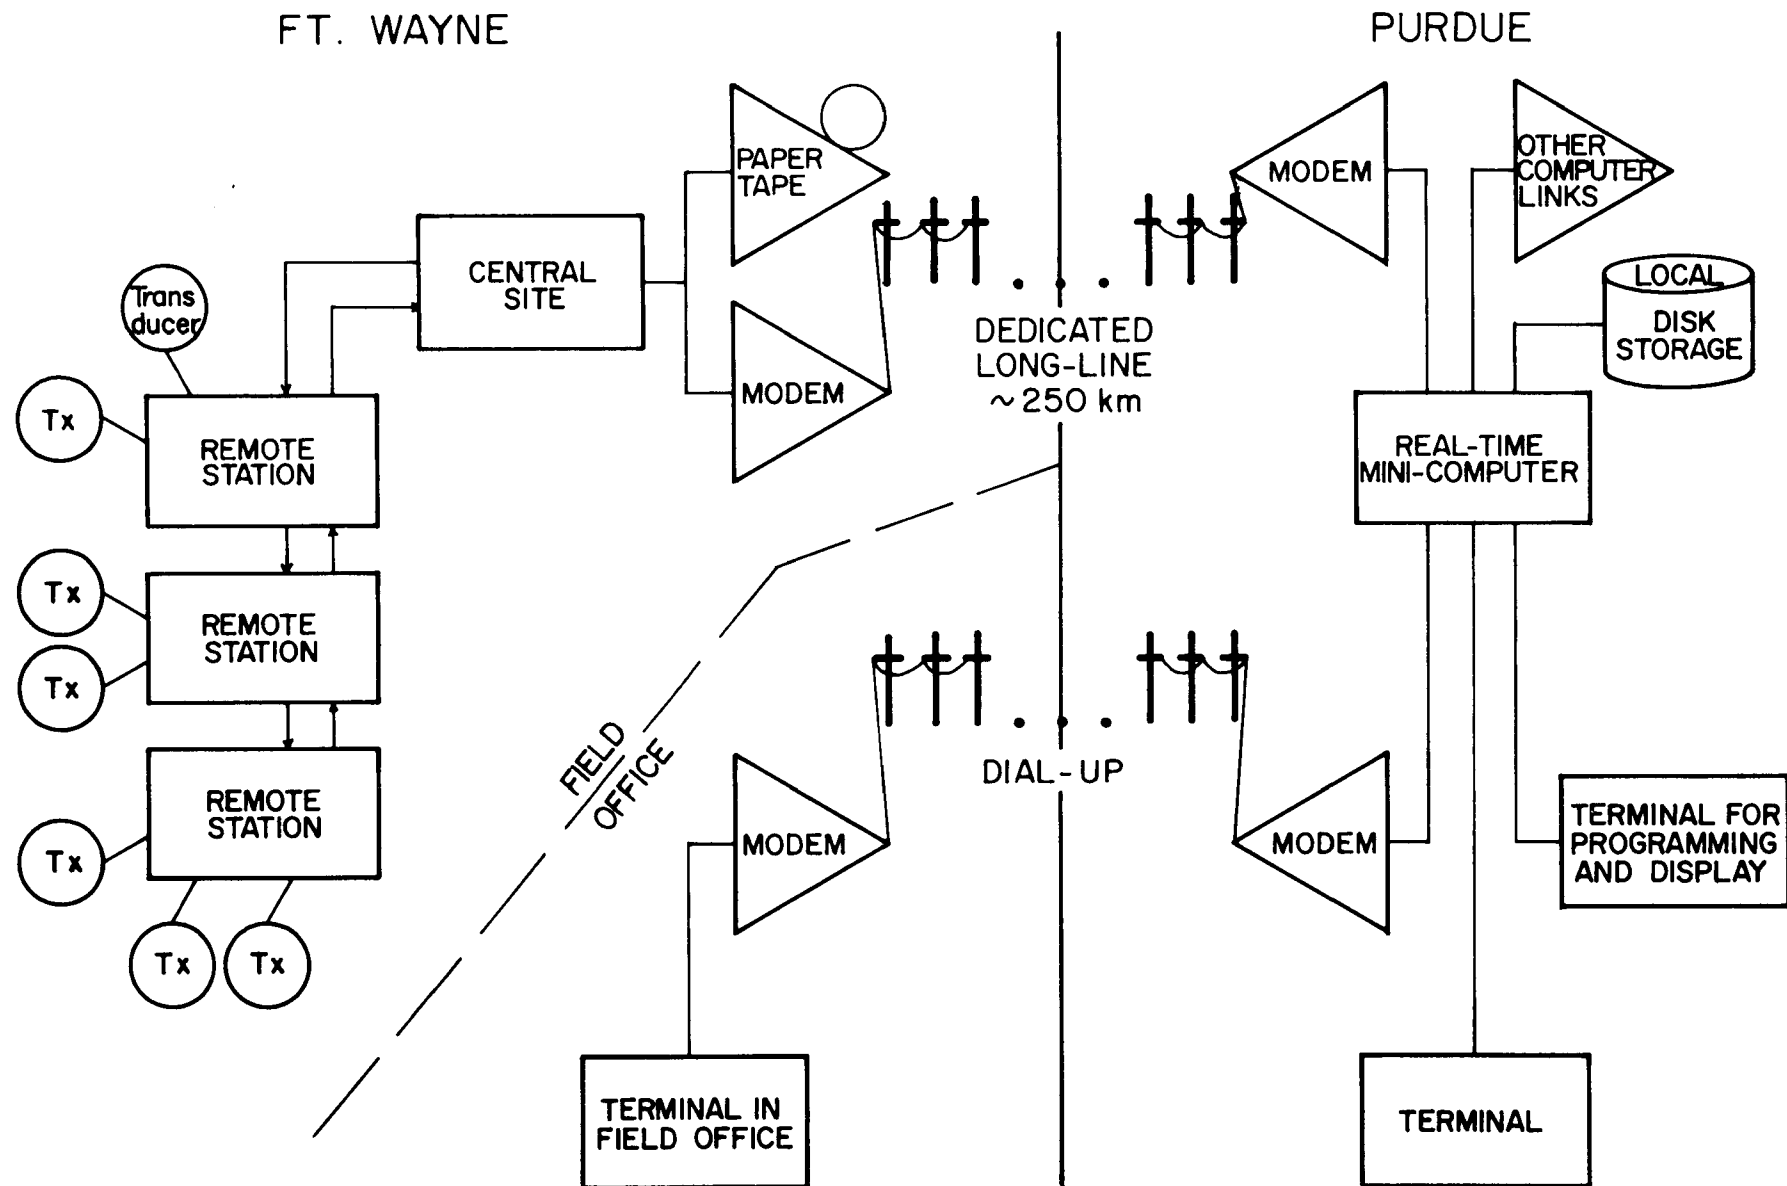 FT. WAYNE
PURDUE
PAPER
TAPE
MODEM
OTHER
COMPUTER
LINKS
CENTRAL
SITE
LOCAL
DISK
STORAGE
Trans
ducer
DEDICATED
LONG-LINE
~250 km
MODEM
Tx
REMOTE
STATION
REAL-TIME
MINI-COMPUTER
Tx
REMOTE
STATION
Tx
FIELD
OFFICE
DIAL-UP
REMOTE
STATION
Tx
MODEM
MODEM
TERMINAL FOR
PROGRAMMING
AND DISPLAY
Tx
Tx
TERMINAL IN
FIELD OFFICE
TERMINAL